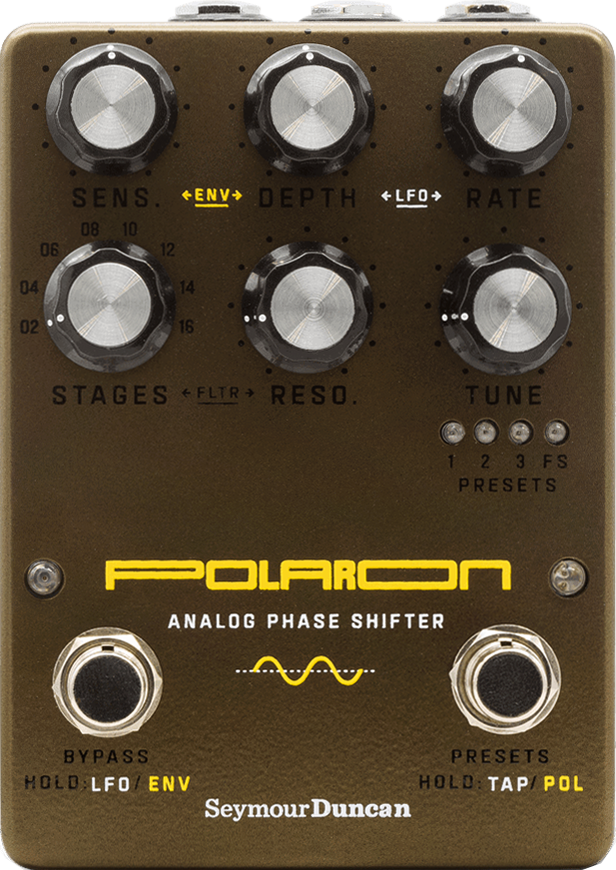 SENS. ←ENV→ DEPTH ←LFO→ RATE
08 10
06 12
04 14
02 16
STAGES ←FLTR→ RESO. TUNE
1 2 3 FS
PRESETS
POLARON
ANALOG PHASE SHIFTER
BYPASS PRESETS
HOLD: LFO/ENV HOLD: TAP/POL
SeymourDuncan